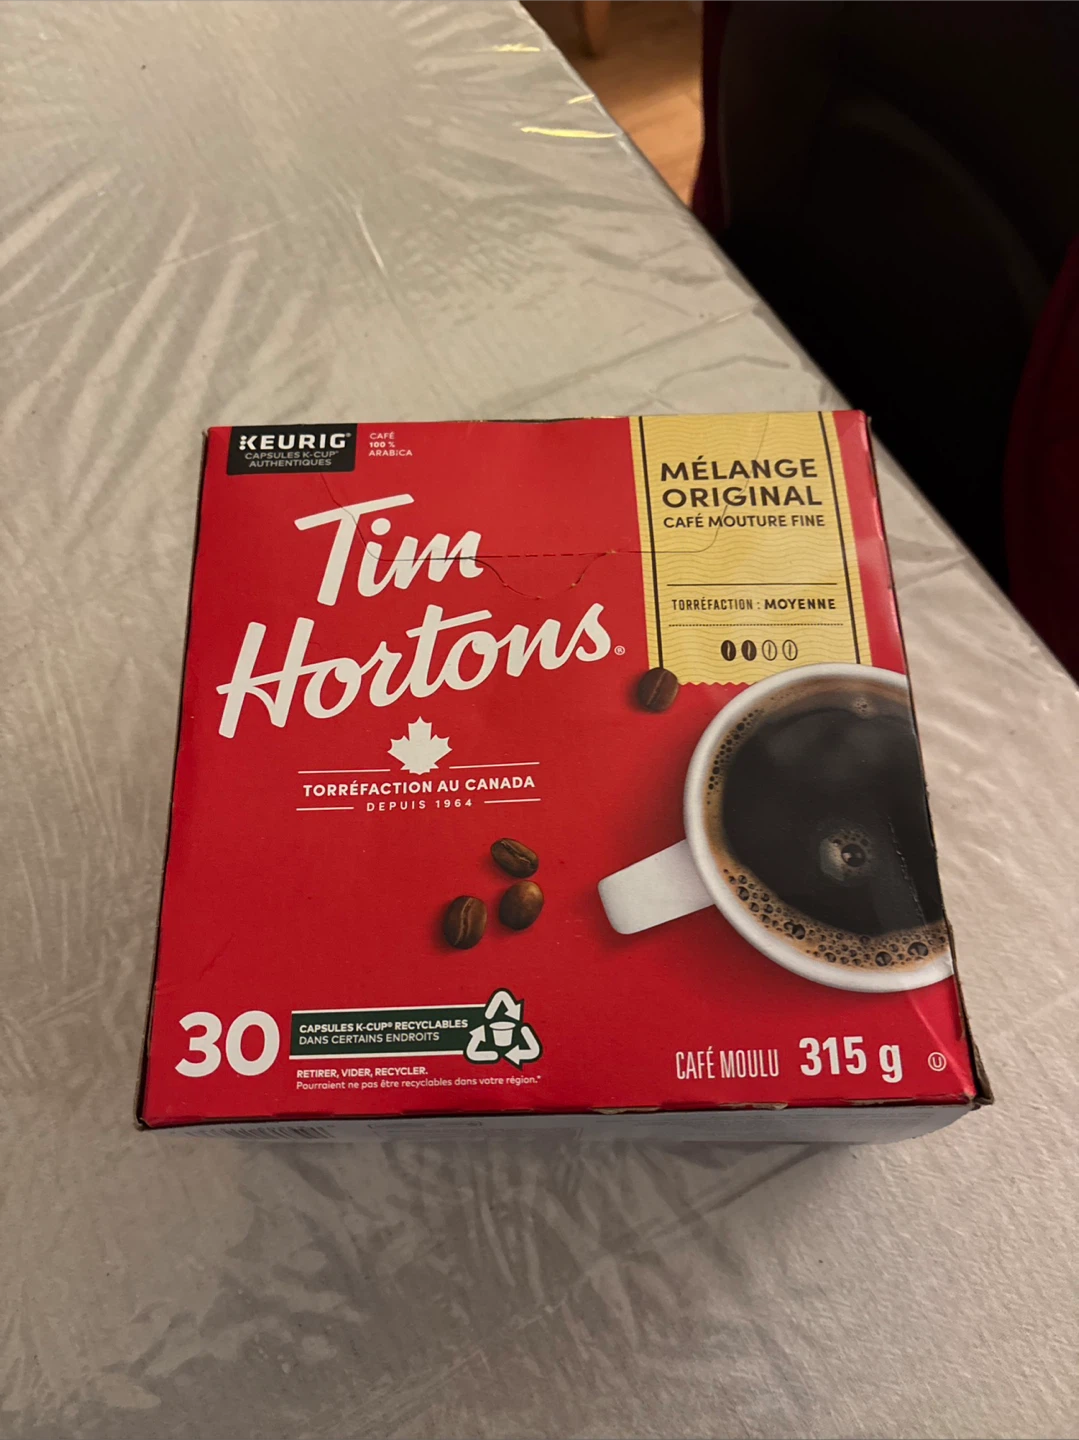 KEURIG®
CAPSULES K-CUP®
AUTHENTIQUES
CAFÉ
100 %
ARABICA
MÉLANGE
ORIGINAL
CAFÉ MOUTURE FINE
TORRÉFACTION : MOYENNE
Tim
Hortons®
TORRÉFACTION AU CANADA
DEPUIS 1964
30
CAPSULES K-CUP® RECYCLABLES
DANS CERTAINS ENDROITS
RETIRER, VIDER, RECYCLER.
Pourraient ne pas être recyclables dans votre région.*
CAFÉ MOULU 315 g
U